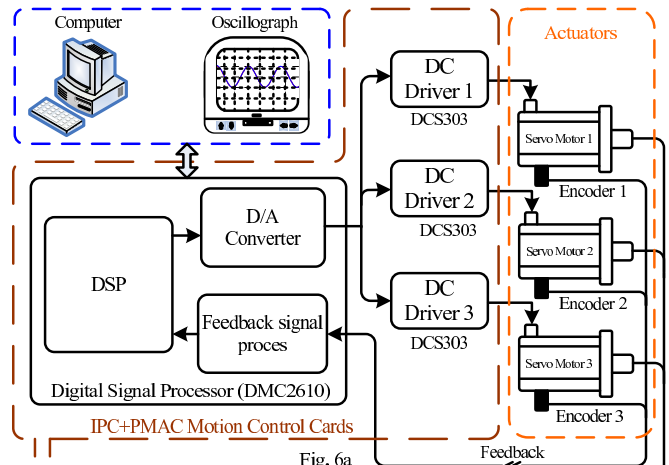 Computer
Oscillograph
DC
Driver 1
DCS303
Actuators
Servo Motor 1
Encoder 1
DSP
D/A
Converter
DC
Driver 2
DCS303
Servo Motor 2
Encoder 2
Feedback signal
proces
DC
Driver 3
DCS303
Servo Motor 3
Encoder 3
Digital Signal Processor (DMC2610)
IPC+PMAC Motion Control Cards
Feedback
Fig. 6a